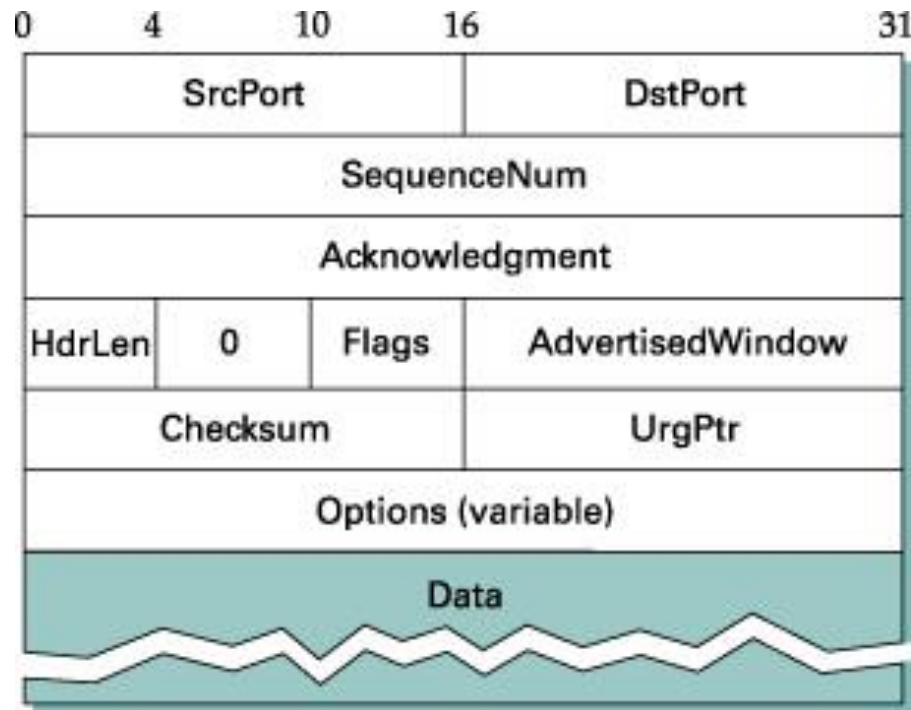 0 4 10 16 31
SrcPort DstPort
SequenceNum
Acknowledgment
HdrLen 0 Flags AdvertisedWindow
Checksum UrgPtr
Options (variable)
Data